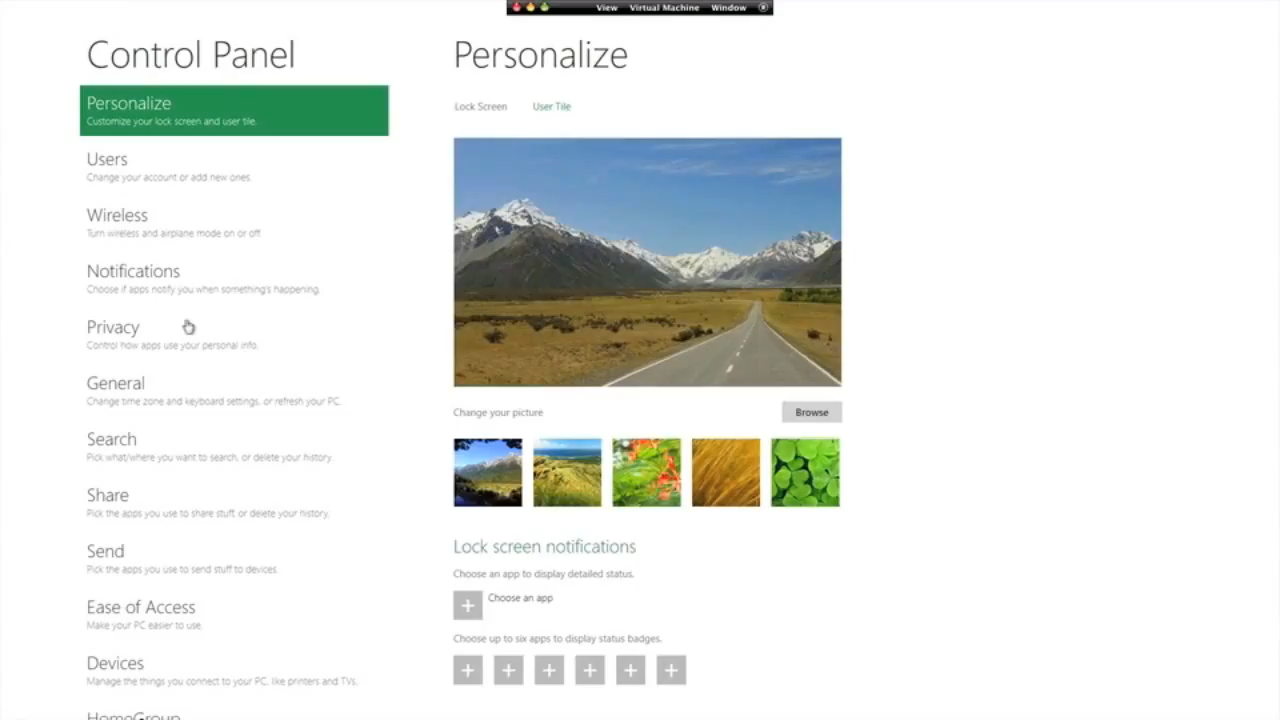 View Virtual Machine Window
Control Panel
Personalize
Customize your lock screen and user tile.
Users
Change your account or add new ones.
Wireless
Turn wireless and airplane mode on or off.
Notifications
Choose if apps notify you when something's happening.
Privacy
Control how apps use your personal info.
General
Change time zone and keyboard settings, or refresh your PC.
Search
Pick what/where you want to search, or delete your history.
Share
Pick the apps you use to share stuff, or delete your history.
Send
Pick the apps you use to send stuff to devices.
Ease of Access
Make your PC easier to use.
Devices
Manage the things you connect to your PC, like printers and TVs.
HomeGroup
Personalize
Lock Screen User Tile
Change your picture
Browse
Lock screen notifications
Choose an app to display detailed status.
Choose an app
Choose up to six apps to display status badges.